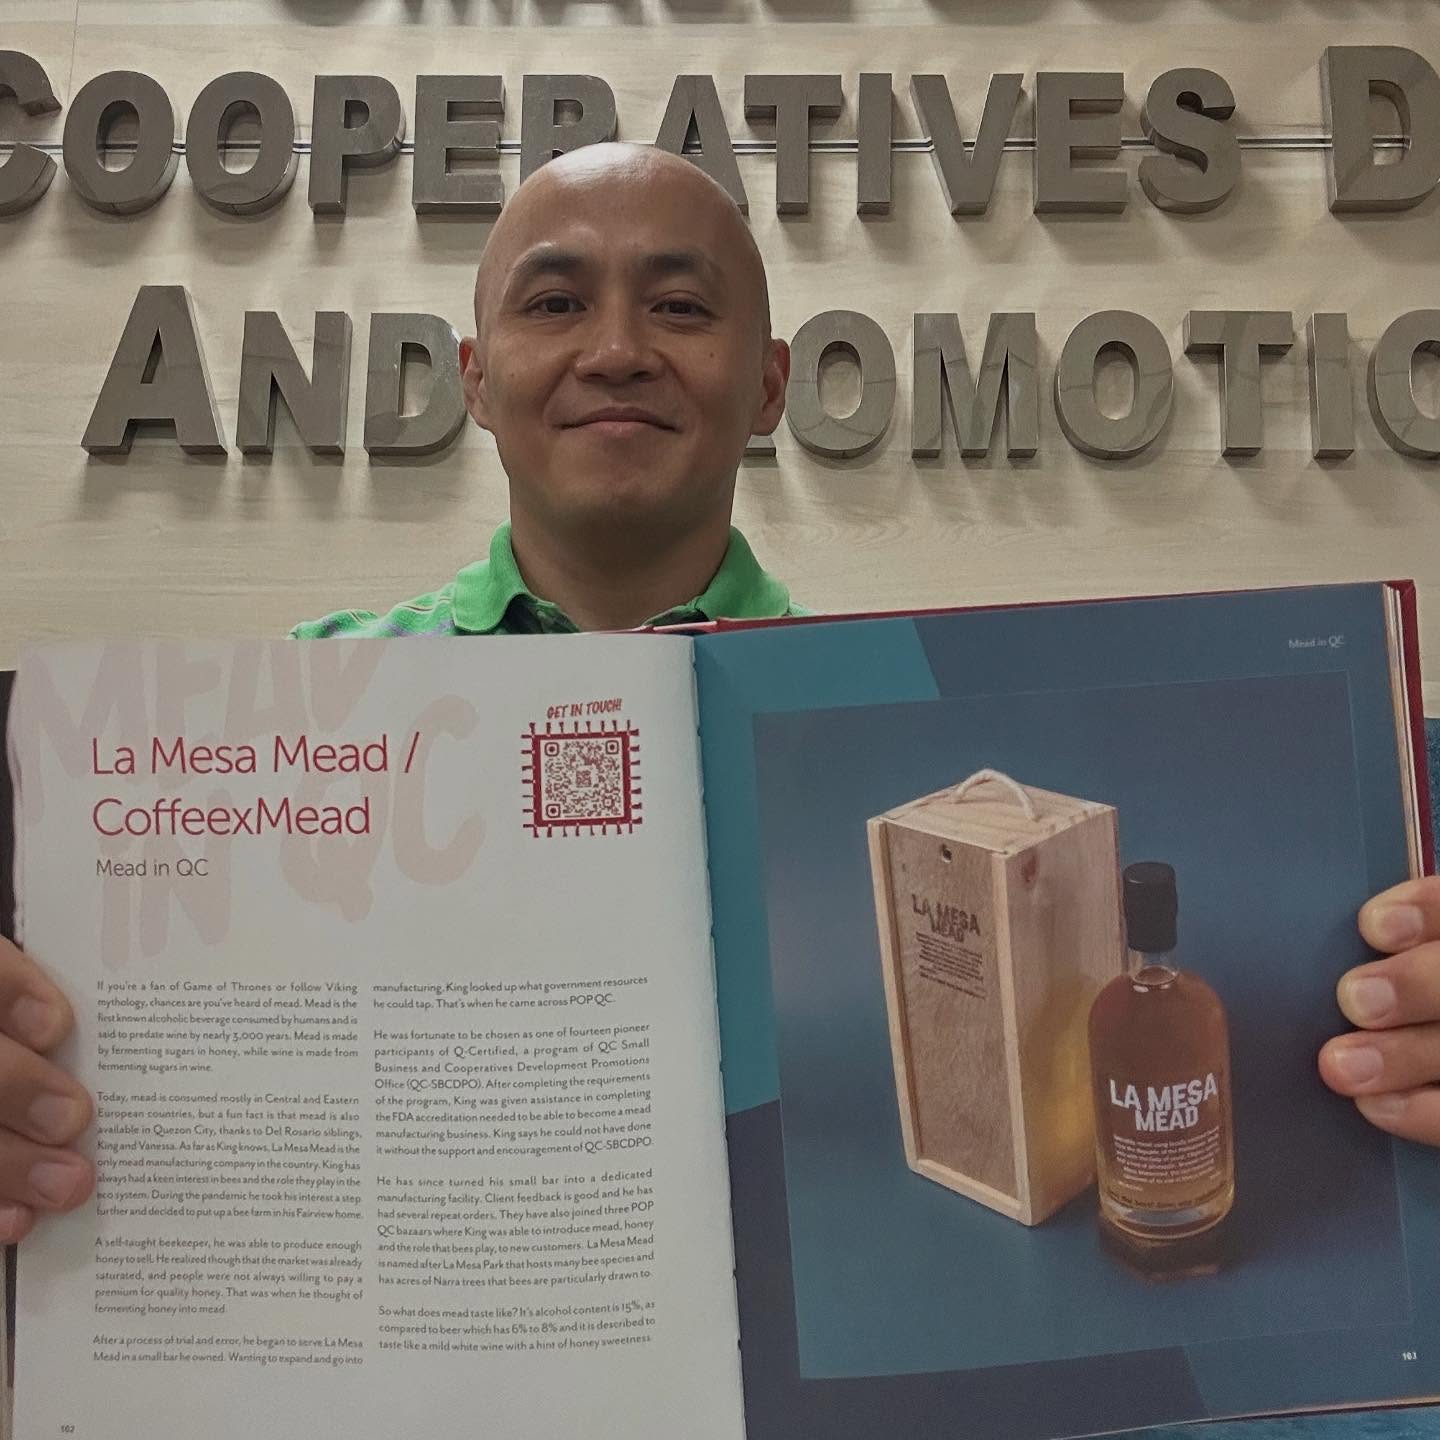 COOPERATIVES D
AND PROMOTIO
MEAD
IN QC
La Mesa Mead /
CoffeexMead
Mead in QC
GET IN TOUCH!
If you're a fan of Game of Thrones or follow Viking
mythology, chances are you've heard of mead. Mead is the
first known alcoholic beverage consumed by humans and is
said to predate wine by nearly 3,000 years. Mead is made
by fermenting sugars in honey, while wine is made from
fermenting sugars in wine.
Today, mead is consumed mostly in Central and Eastern
European countries, but a fun fact is that mead is also
available in Quezon City, thanks to Del Rosario siblings,
King and Vanessa. As far as King knows, La Mesa Mead is the
only mead manufacturing company in the country. King has
always had a keen interest in bees and the role they play in the
eco system. During the pandemic he took his interest a step
further and decided to put up a bee farm in his Fairview home.
A self-taught beekeeper, he was able to produce enough
honey to sell. He realized though that the market was already
saturated, and people were not always willing to pay a
premium for quality honey. That was when he thought of
fermenting honey into mead.
After a process of trial and error, he began to serve La Mesa
Mead in a small bar he owned. Wanting to expand and go into
102
manufacturing, King looked up what government resources
he could tap. That's when he came across POP QC.
He was fortunate to be chosen as one of fourteen pioneer
participants of Q-Certified, a program of QC Small
Business and Cooperatives Development Promotions
Office (QC-SBCDPO). After completing the requirements
of the program, King was given assistance in completing
the FDA accreditation needed to be able to become a mead
manufacturing business. King says he could not have done
it without the support and encouragement of QC-SBCDPO.
He has since turned his small bar into a dedicated
manufacturing facility. Client feedback is good and he has
had several repeat orders. They have also joined three POP
QC bazaars where King was able to introduce mead, honey
and the role that bees play, to new customers. La Mesa Mead
is named after La Mesa Park that hosts many bee species and
has acres of Narra trees that bees are particularly drawn to.
So what does mead taste like? It's alcohol content is 15%, as
compared to beer which has 6% to 8% and it is described to
taste like a mild white wine with a hint of honey sweetness.
Mead in QC
LA MESA
MEAD
LA MESA
MEAD
103